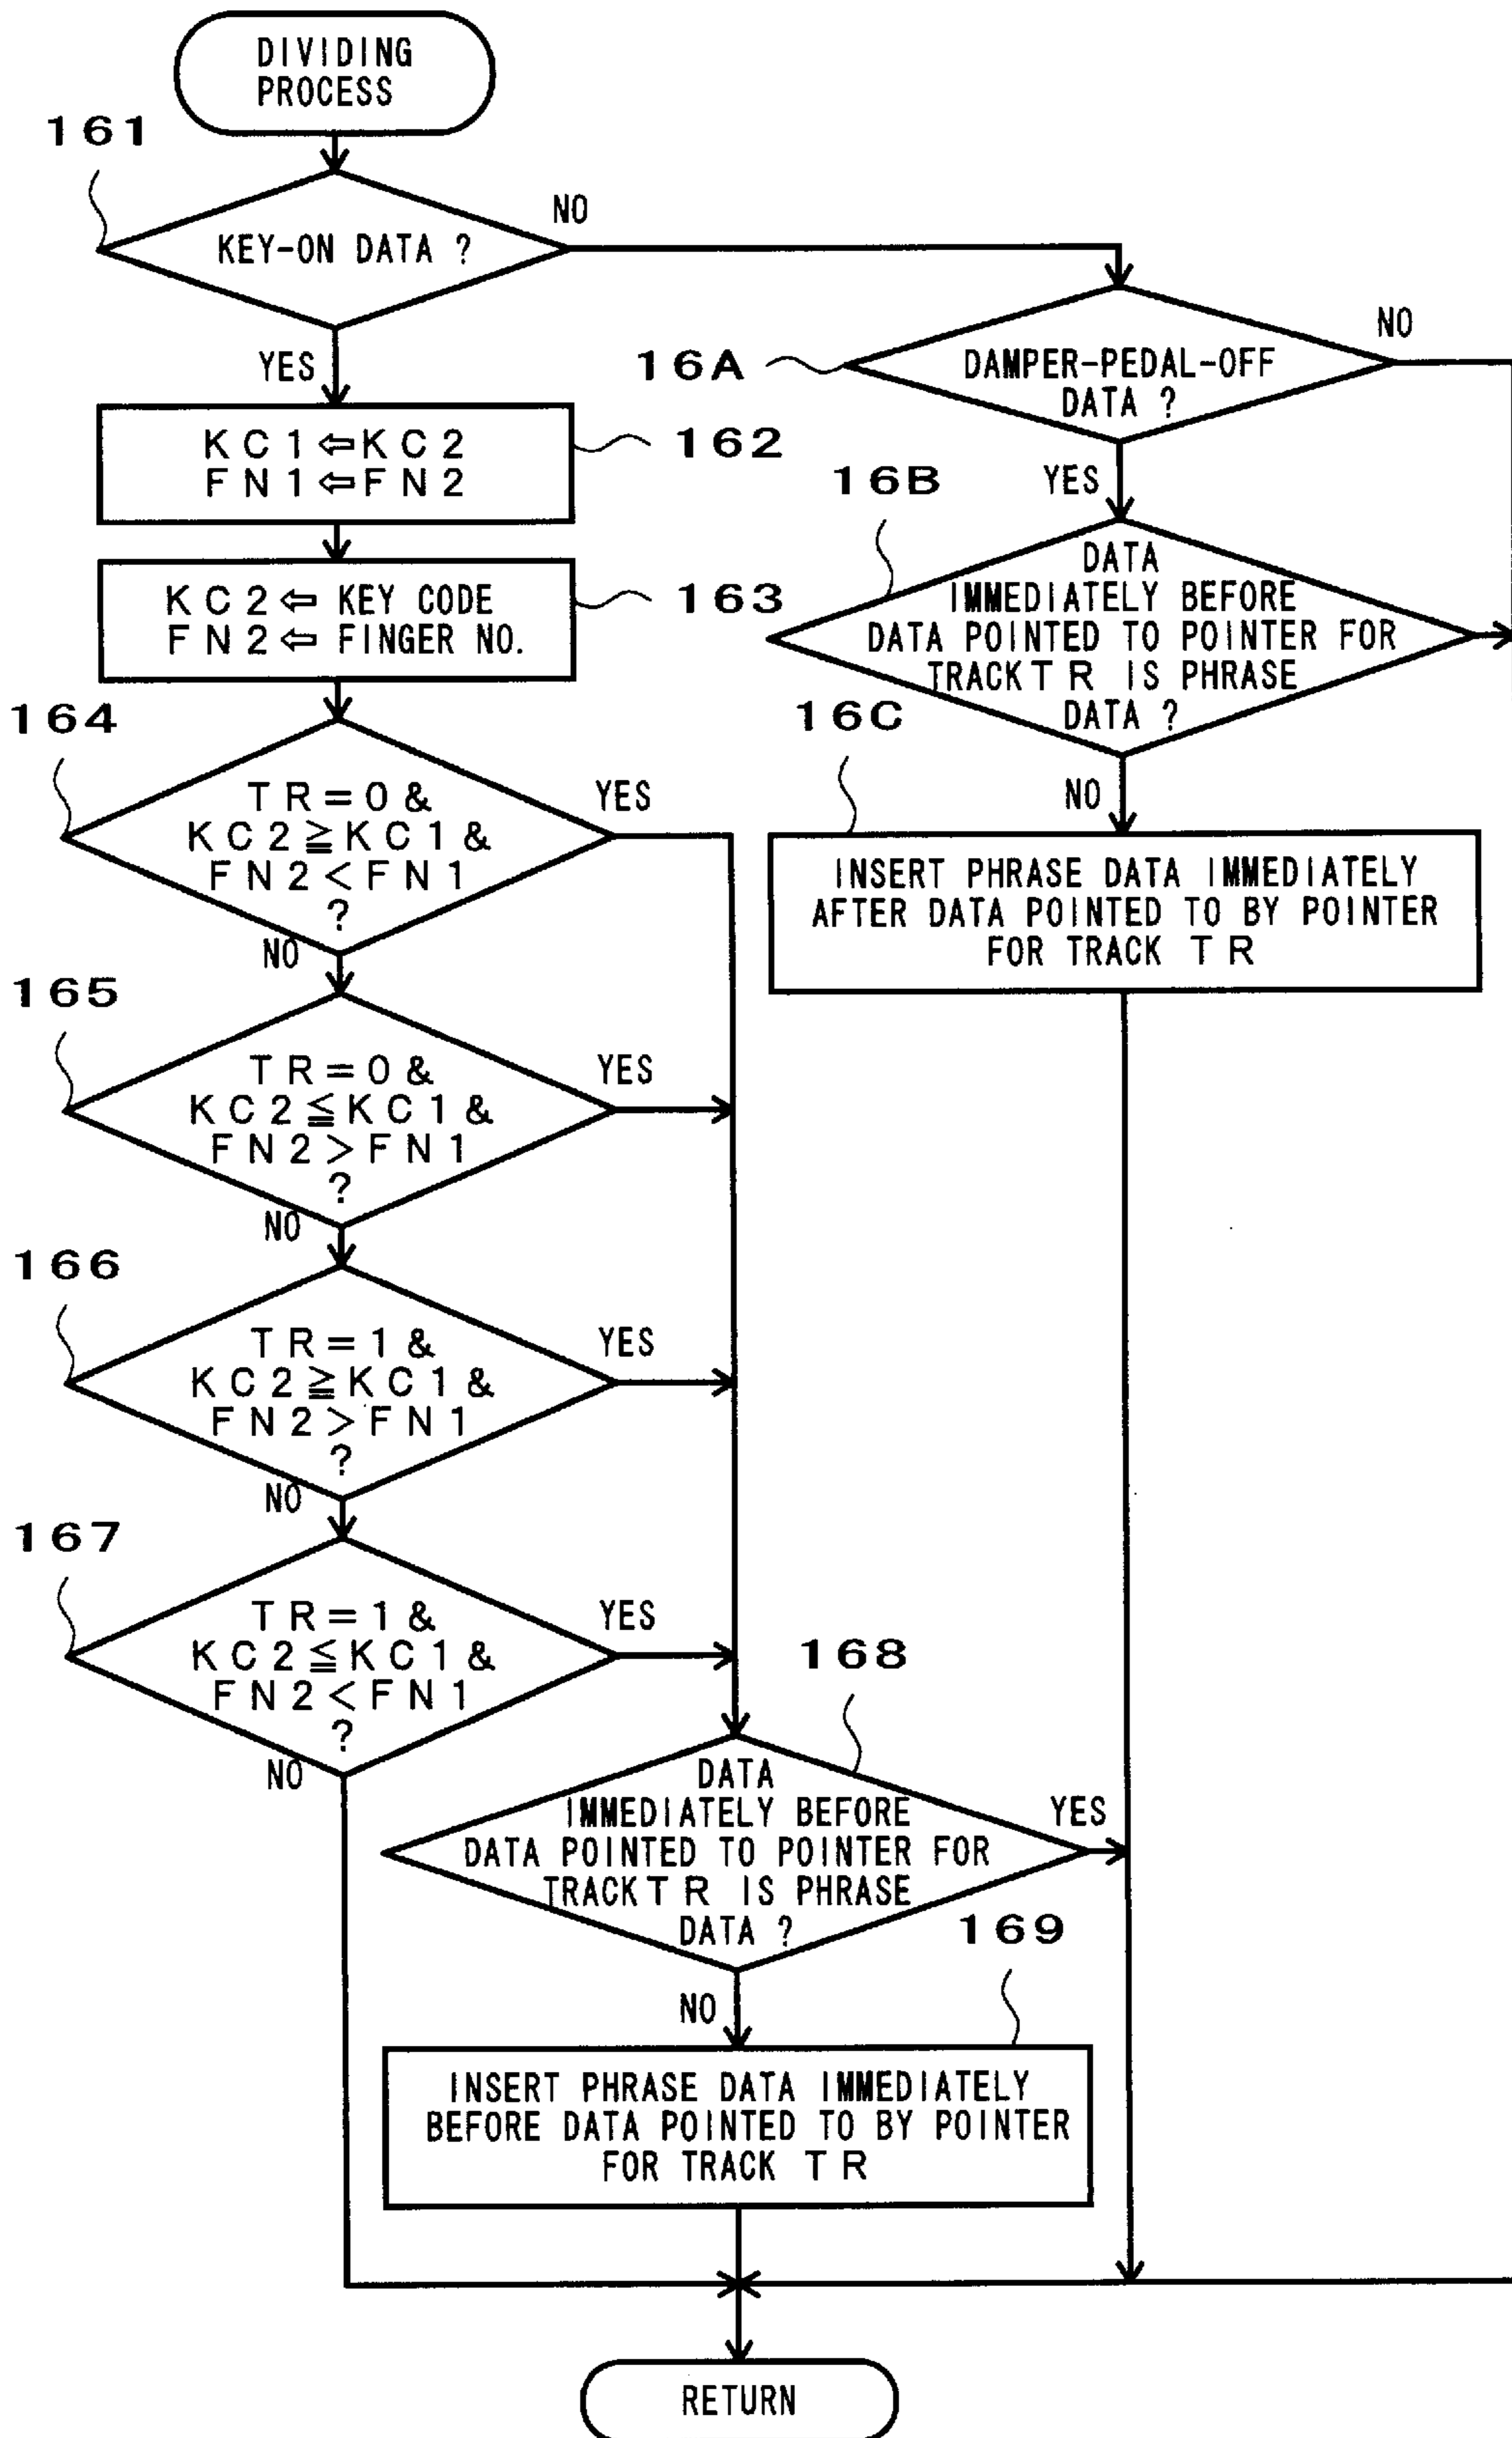 DIVIDING
PROCESS
161
KEY-ON DATA ?
NO
YES
KC1⇦KC2
FN1⇦FN2
162
KC2⇦ KEY CODE
FN2⇦ FINGER NO.
163
164
TR=0&
KC2≧KC1&
FN2<FN1
?
YES
NO
165
TR=0&
KC2≦KC1&
FN2>FN1
?
YES
NO
166
TR=1&
KC2≧KC1&
FN2>FN1
?
YES
NO
167
TR=1&
KC2≦KC1&
FN2<FN1
?
YES
NO
168
DATA
IMMEDIATELY BEFORE
DATA POINTED TO POINTER FOR
TRACKTR IS PHRASE
DATA ?
YES
NO
169
INSERT PHRASE DATA IMMEDIATELY
BEFORE DATA POINTED TO BY POINTER
FOR TRACK TR
16A
DAMPER-PEDAL-OFF
DATA ?
NO
YES
16B
DATA
IMMEDIATELY BEFORE
DATA POINTED TO POINTER FOR
TRACKTR IS PHRASE
DATA ?
NO
16C
INSERT PHRASE DATA IMMEDIATELY
AFTER DATA POINTED TO BY POINTER
FOR TRACK TR
RETURN